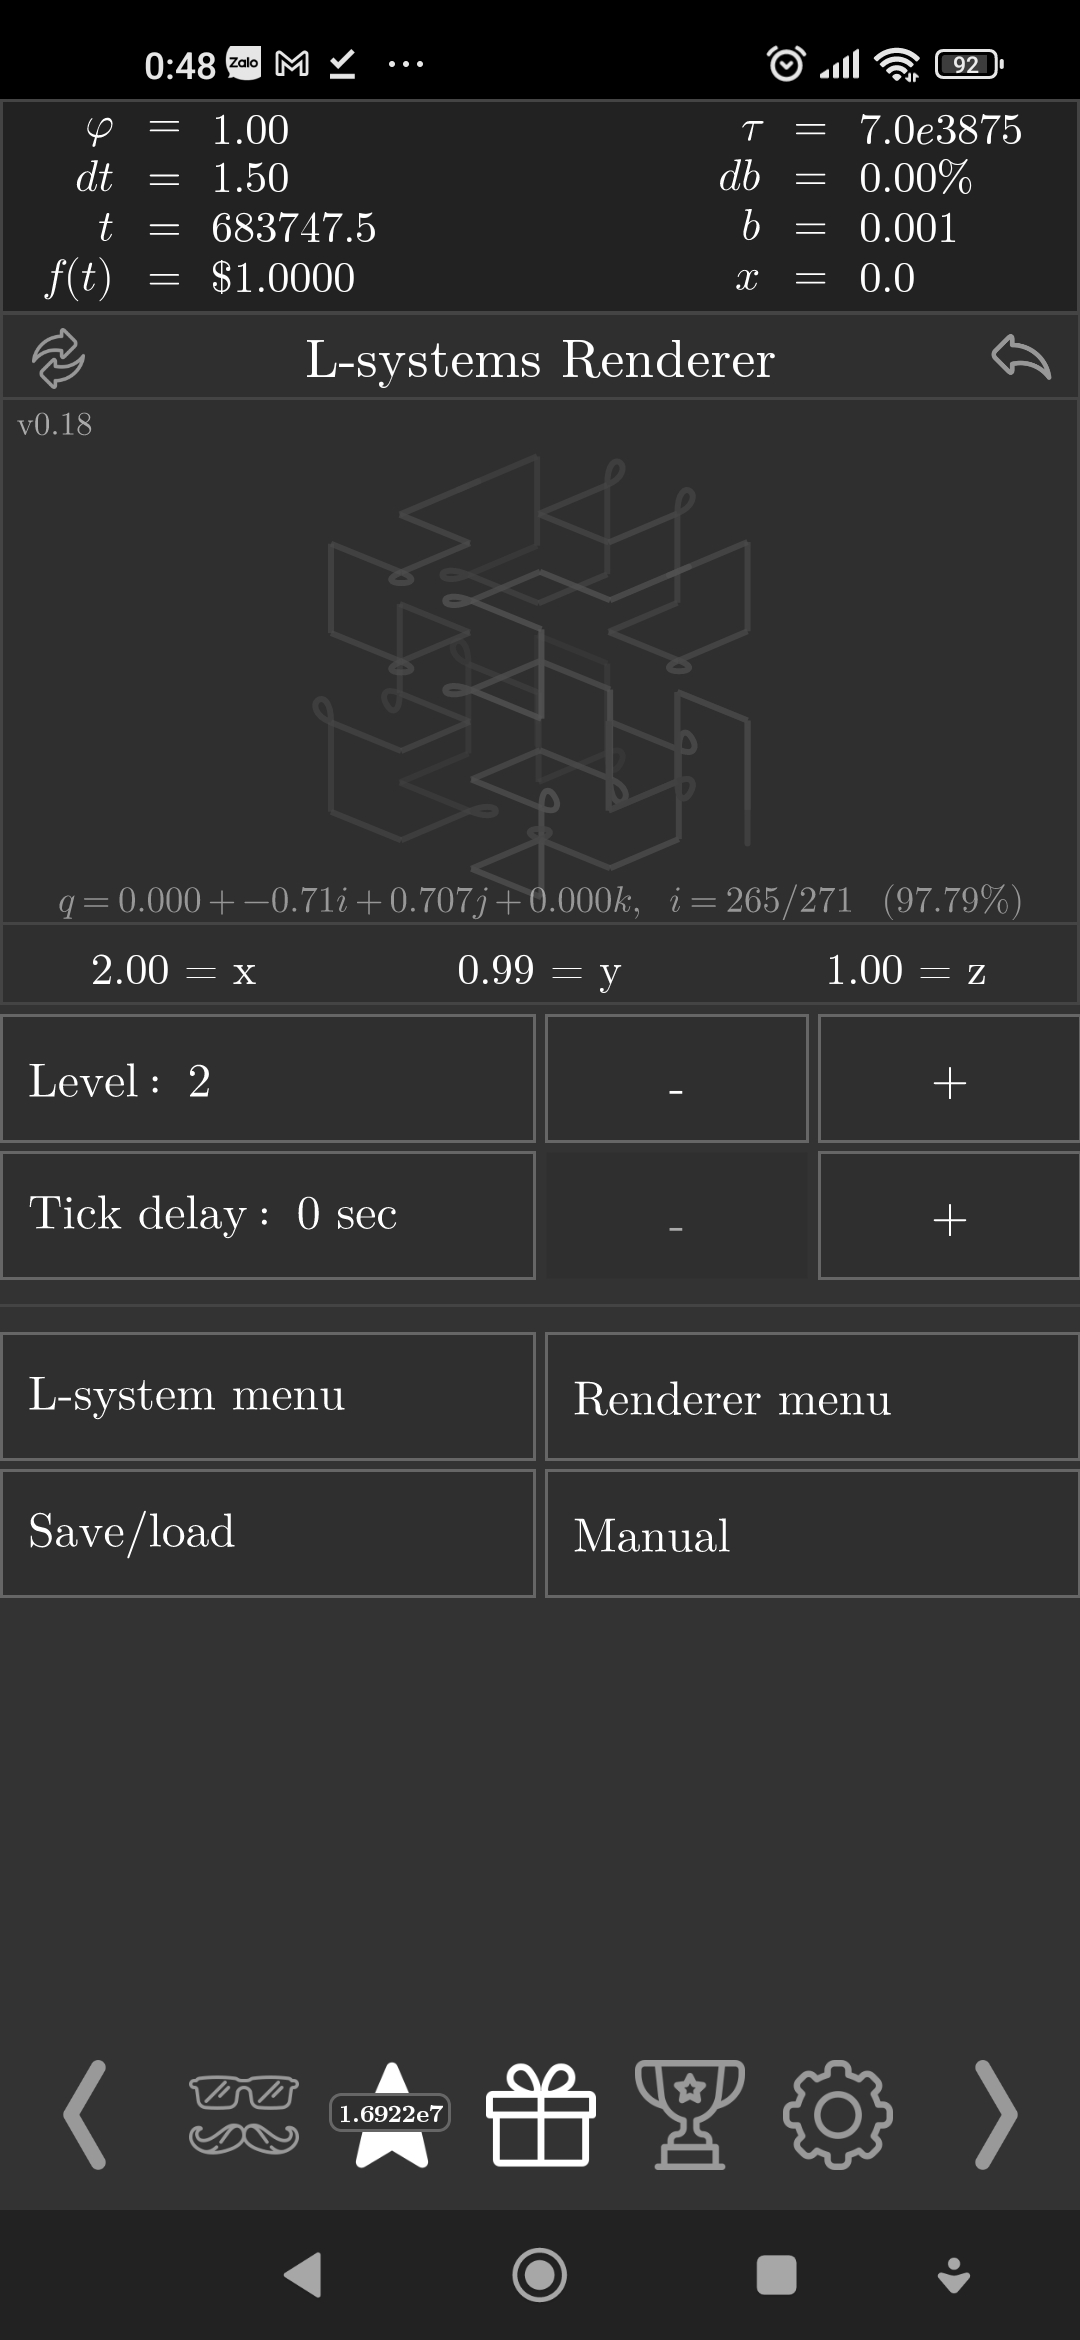 0:48 Zalo 92
φ = 1.00 τ = 7.0e3875
dt = 1.50 db = 0.00%
t = 683747.5 b = 0.001
f(t) = $1.0000 x = 0.0
L-systems Renderer
v0.18
q = 0.000 + −0.71i + 0.707j + 0.000k, i = 265/271 (97.79%)
2.00 = x 0.99 = y 1.00 = z
Level: 2 - +
Tick delay: 0 sec - +
L-system menu Renderer menu
Save/load Manual
1.6922e7